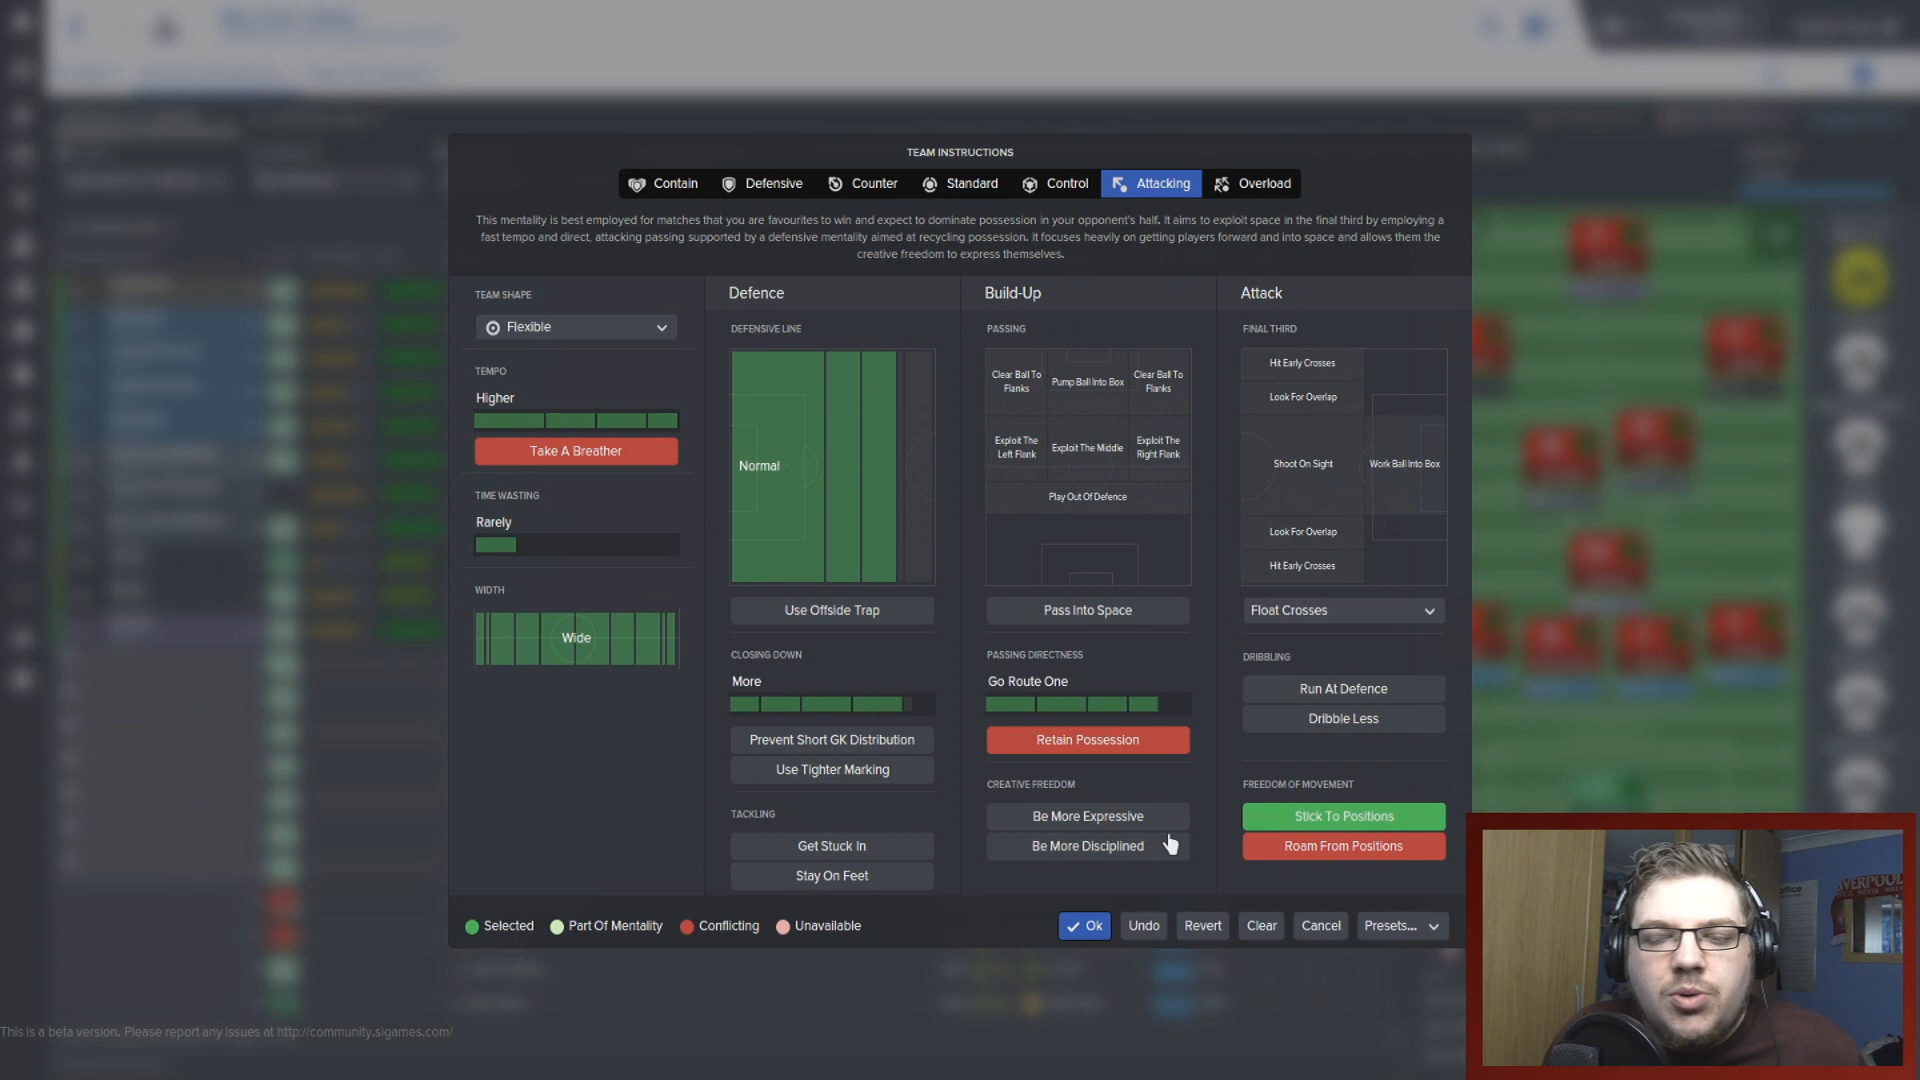 TEAM INSTRUCTIONS
Contain
Defensive
Counter
Standard
Control
Attacking
Overload
This mentality is best employed for matches that you are favourites to win and expect to dominate possession in your opponent's half. It aims to exploit space in the final third by employing a
fast tempo and direct, attacking passing supported by a defensive mentality aimed at recycling possession. It focuses heavily on getting players forward and into space and allows them the
creative freedom to express themselves.
TEAM SHAPE
Flexible
TEMPO
Higher
Take A Breather
TIME WASTING
Rarely
WIDTH
Wide
Defence
DEFENSIVE LINE
Normal
Use Offside Trap
CLOSING DOWN
More
Prevent Short GK Distribution
Use Tighter Marking
TACKLING
Get Stuck In
Stay On Feet
Build-Up
PASSING
Clear Ball To
Flanks
Pump Ball Into Box
Clear Ball To
Flanks
Exploit The
Left Flank
Exploit The Middle
Exploit The
Right Flank
Play Out Of Defence
Pass Into Space
PASSING DIRECTNESS
Go Route One
Retain Possession
CREATIVE FREEDOM
Be More Expressive
Be More Disciplined
Attack
FINAL THIRD
Hit Early Crosses
Look For Overlap
Shoot On Sight
Work Ball Into Box
Look For Overlap
Hit Early Crosses
Float Crosses
DRIBBLING
Run At Defence
Dribble Less
FREEDOM OF MOVEMENT
Stick To Positions
Roam From Positions
Selected
Part Of Mentality
Conflicting
Unavailable
Ok
Undo
Revert
Clear
Cancel
Presets...
This is a beta version. Please report any issues at http://community.sigames.com/